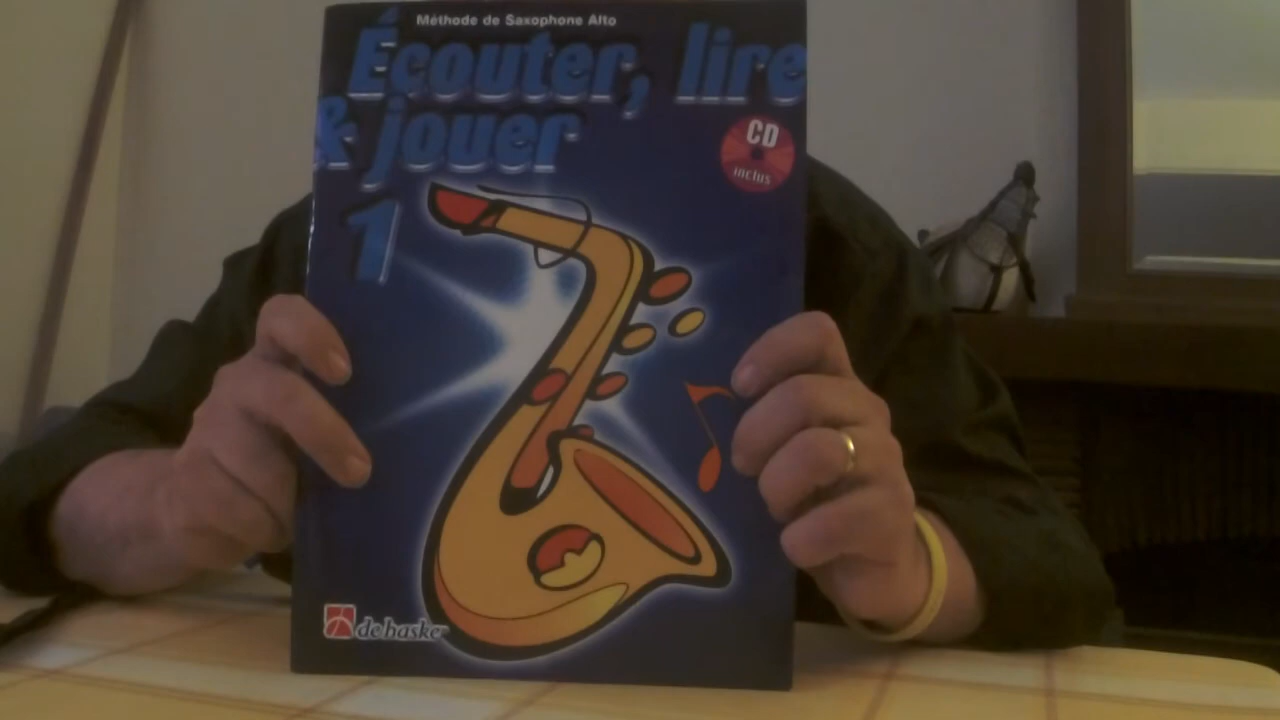 Méthode de Saxophone Alto
Écouter, lire
& jouer
1
CD
inclus
de haske